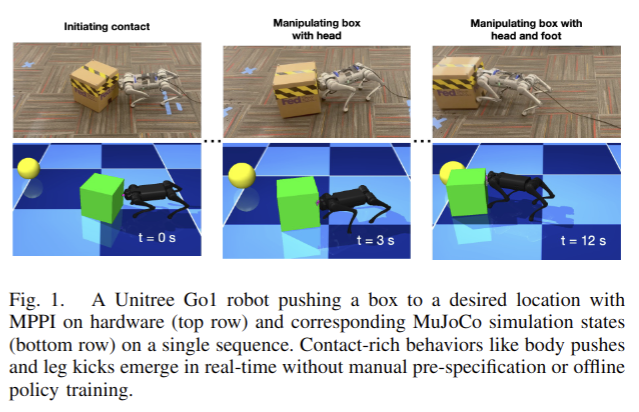 Initiating contact
Manipulating box
with head
Manipulating box with
head and foot
...
...
t = 0 s
t = 3 s
t = 12 s
Fig. 1. A Unitree Go1 robot pushing a box to a desired location with
MPPI on hardware (top row) and corresponding MuJoCo simulation states
(bottom row) on a single sequence. Contact-rich behaviors like body pushes
and leg kicks emerge in real-time without manual pre-specification or offline
policy training.